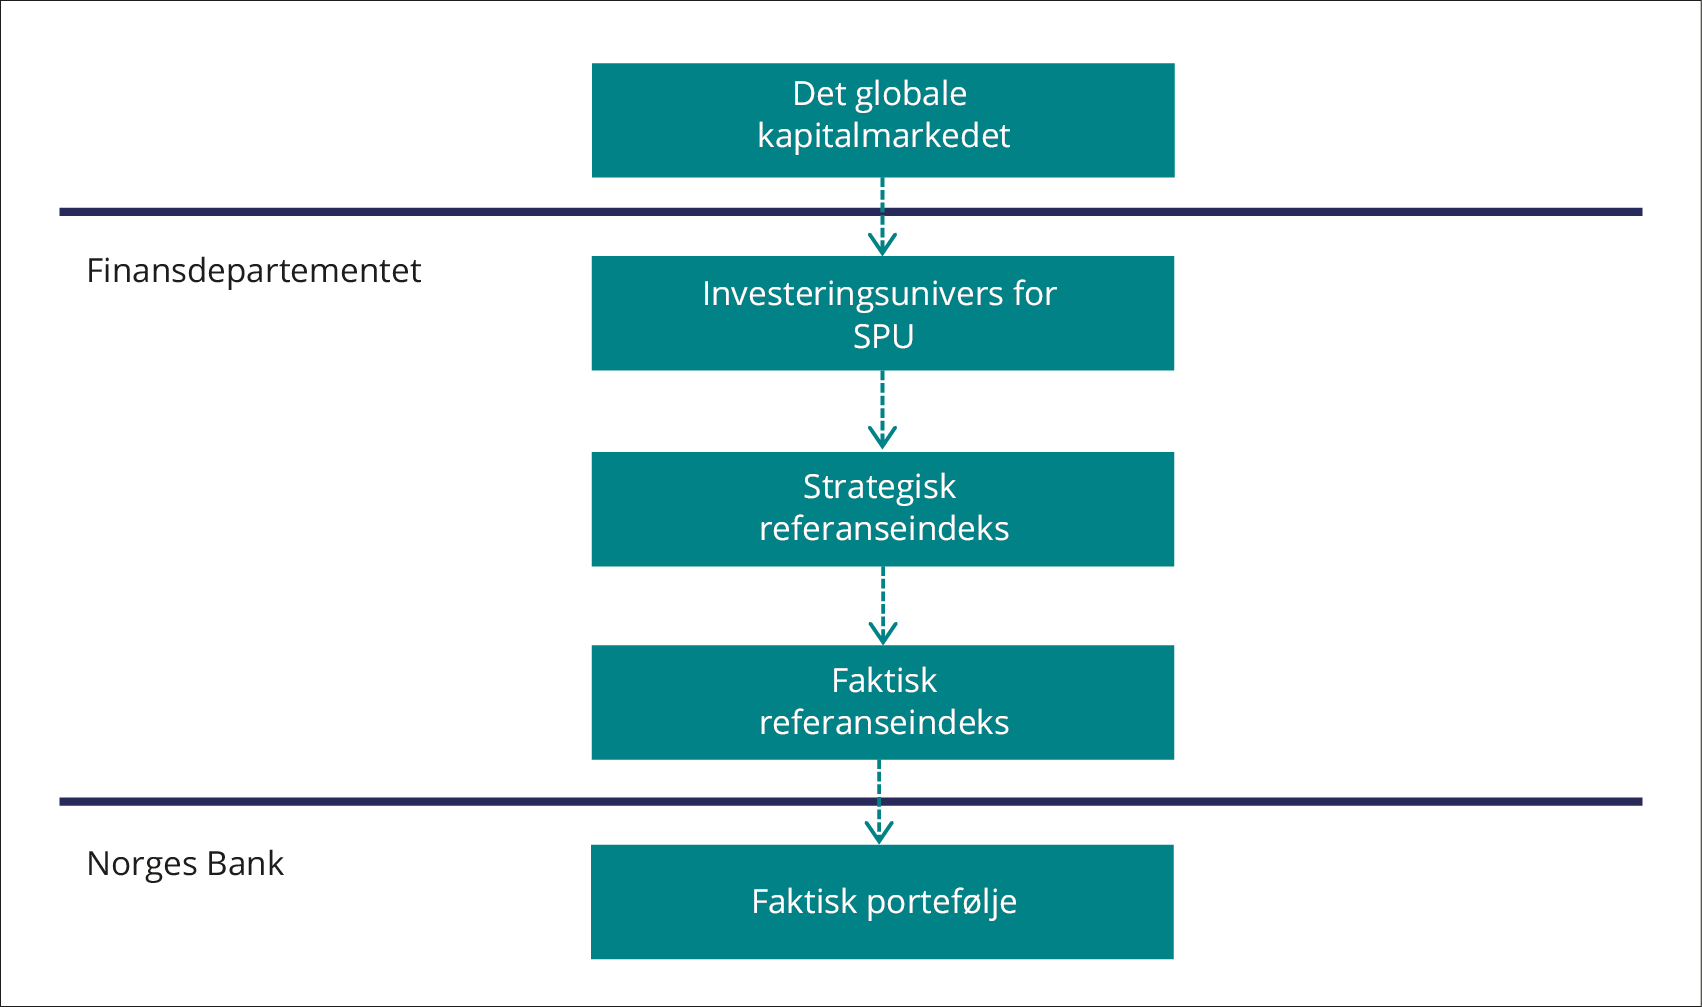 Det globale
kapitalmarkedet
Finansdepartementet
Investeringsunivers for
SPU
Strategisk
referanseindeks
Faktisk
referanseindeks
Norges Bank
Faktisk portefølje